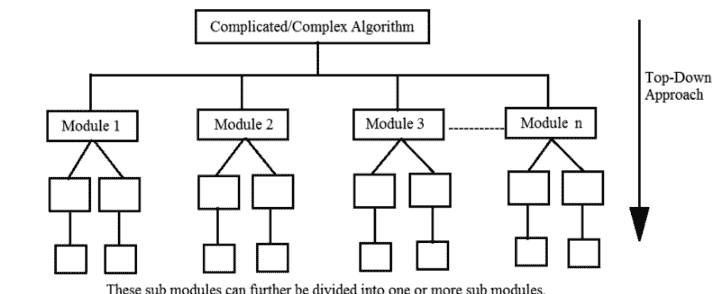 Complicated/Complex Algorithm
Top-Down
Approach
Module 1
Module 2
Module 3
Module n
These sub modules can further be divided into one or more sub modules.